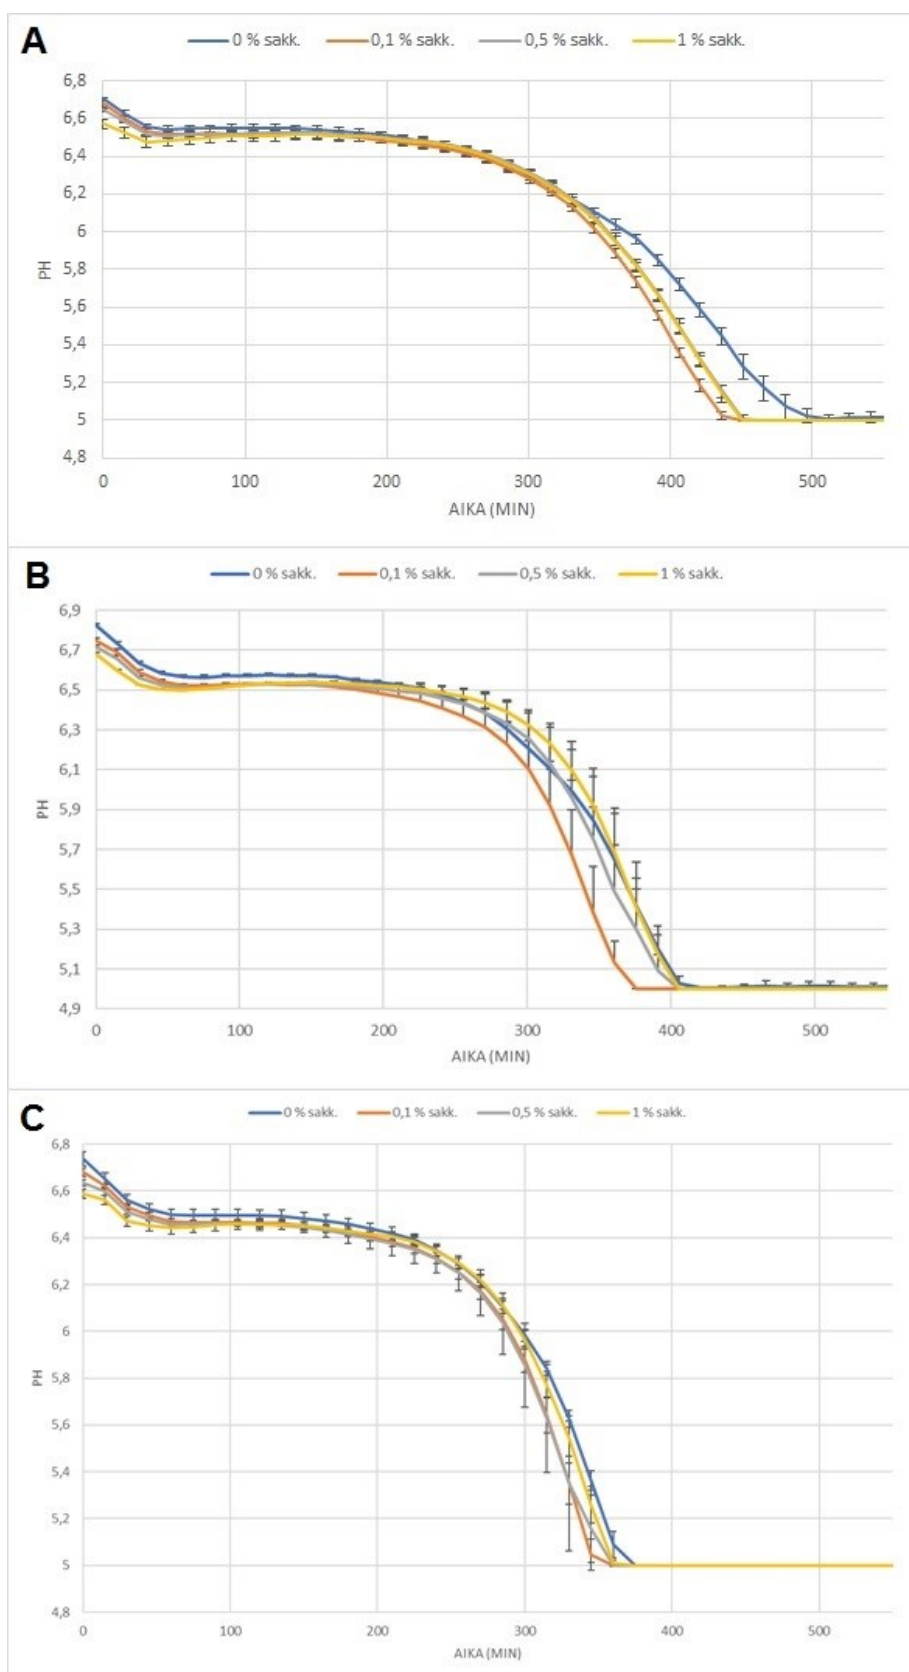 A
0 % sakk. 0,1 % sakk. 0,5 % sakk. 1 % sakk.
6,8
6,6
6,4
6,2
6
5,8
5,6
5,4
5,2
5
4,8
PH
0 100 200 300 400 500
AIKA (MIN)
B
0 % sakk. 0,1 % sakk. 0,5 % sakk. 1 % sakk.
6,9
6,7
6,5
6,3
6,1
5,9
5,7
5,5
5,3
5,1
4,9
PH
0 100 200 300 400 500
AIKA (MIN)
C
0 % sakk. 0,1 % sakk. 0,5 % sakk. 1 % sakk.
6,8
6,6
6,4
6,2
6
5,8
5,6
5,4
5,2
5
4,8
PH
0 100 200 300 400 500
AIKA (MIN)